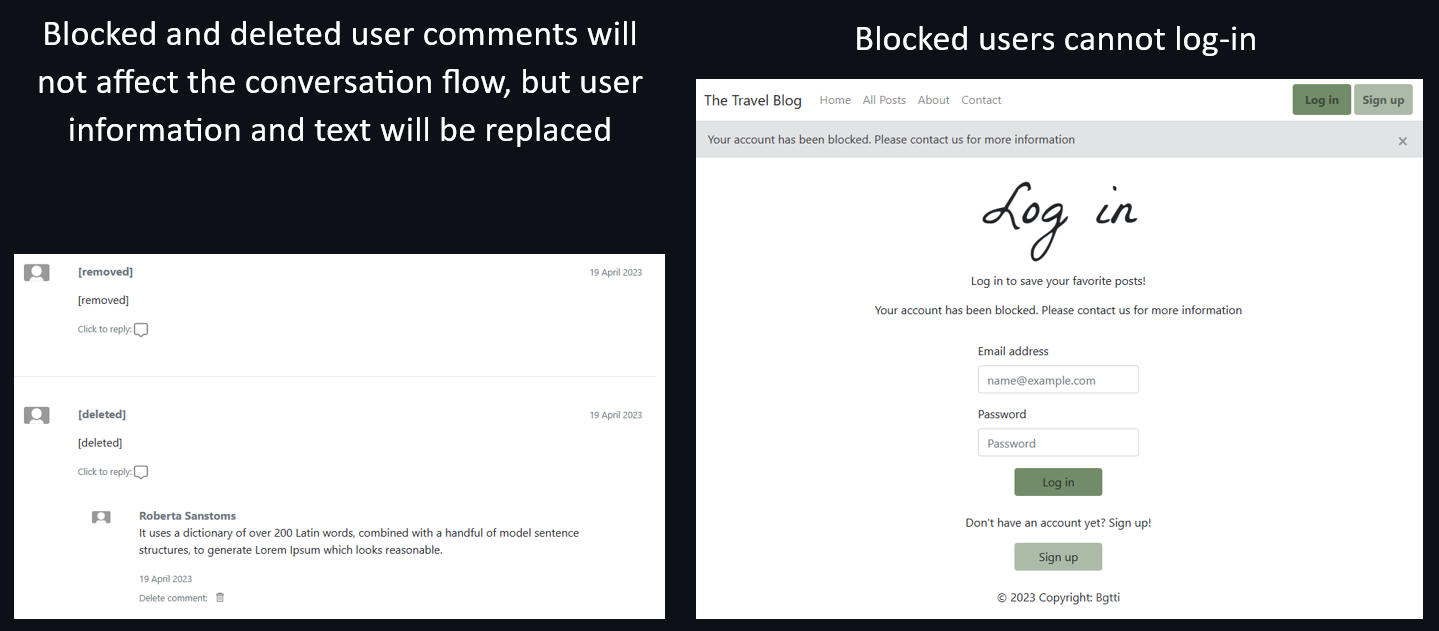 Blocked and deleted user comments will
not affect the conversation flow, but user
information and text will be replaced
[removed]
19 April 2023
[removed]
Click to reply:
[deleted]
19 April 2023
[deleted]
Click to reply:
Roberta Sanstoms
It uses a dictionary of over 200 Latin words, combined with a handful of model sentence
structures, to generate Lorem Ipsum which looks reasonable.
19 April 2023
Delete comment:
Blocked users cannot log-in
The Travel Blog Home All Posts About Contact Log in Sign up
Your account has been blocked. Please contact us for more information ×
Log in
Log in to save your favorite posts!
Your account has been blocked. Please contact us for more information
Email address
name@example.com
Password
Password
Log in
Don't have an account yet? Sign up!
Sign up
© 2023 Copyright: Bgtti